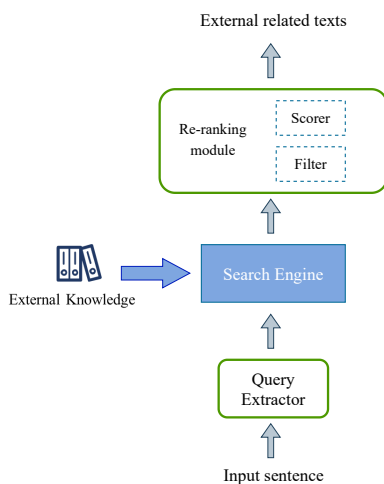 External related texts
Scorer
Re-ranking
module
Filter
Search Engine
External Knowledge
Query
Extractor
Input sentence